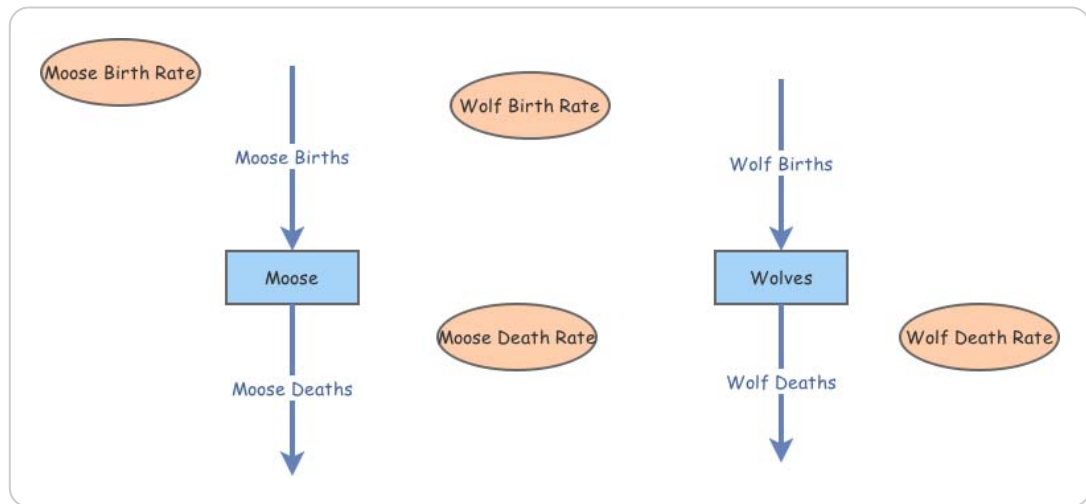 Moose Birth Rate
Wolf Birth Rate
Moose Births
Wolf Births
Moose
Wolves
Moose Death Rate
Wolf Death Rate
Moose Deaths
Wolf Deaths